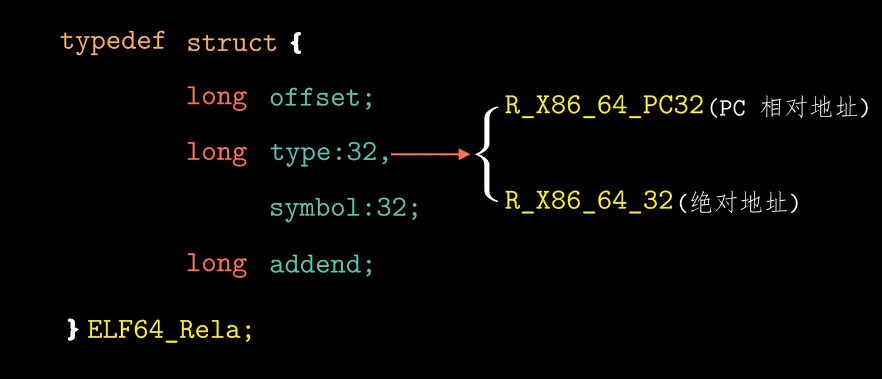 typedef struct {
long offset;
R_X86_64_PC32(PC 相对地址)
long type:32,
symbol:32;
R_X86_64_32(绝对地址)
long addend;
} ELF64_Rela;